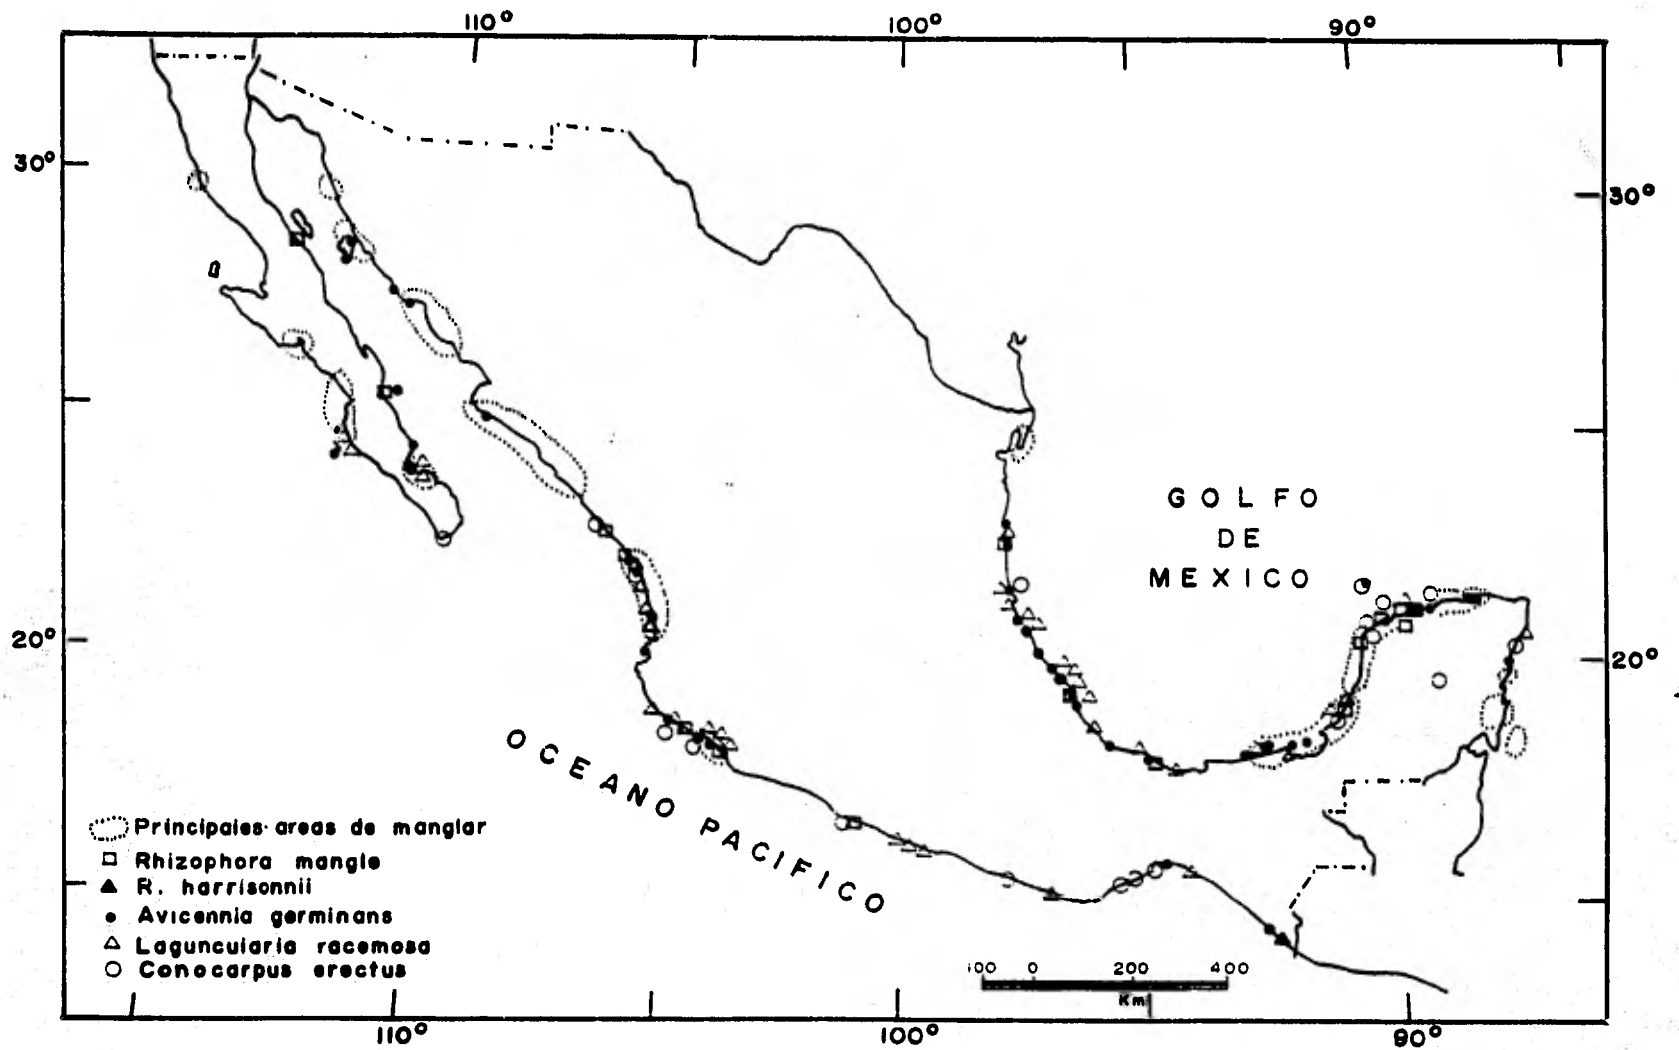 110° 100° 90°
30°
30°
GOLFO
DE
MEXICO
20°
20°
OCEANO PACIFICO
Principales areas de manglar
Rhizophora mangle
R. harrisonnii
Avicennia germinans
Laguncularia racemosa
Conocarpus erectus
100 0 200 400
Km
110° 100° 90°